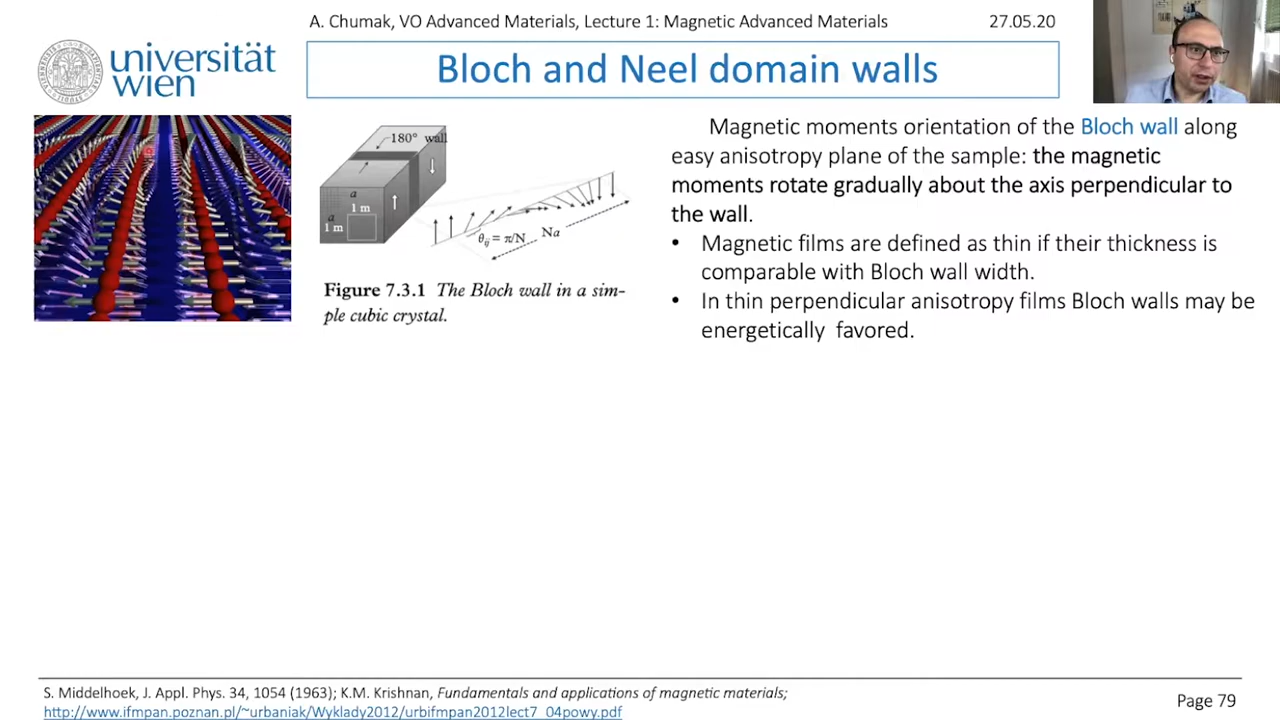 A. Chumak, VO Advanced Materials, Lecture 1: Magnetic Advanced Materials
27.05.20
universität
wien
Bloch and Neel domain walls
180° wall
a
1 m
a
1 m
θij = π/N
Na
Figure 7.3.1 The Bloch wall in a sim-
ple cubic crystal.
Magnetic moments orientation of the Bloch wall along
easy anisotropy plane of the sample: the magnetic
moments rotate gradually about the axis perpendicular to
the wall.
• Magnetic films are defined as thin if their thickness is
comparable with Bloch wall width.
• In thin perpendicular anisotropy films Bloch walls may be
energetically favored.
S. Middelhoek, J. Appl. Phys. 34, 1054 (1963); K.M. Krishnan, Fundamentals and applications of magnetic materials;
http://www.ifmpan.poznan.pl/~urbaniak/Wyklady2012/urbifmpan2012lect7_04powy.pdf
Page 79